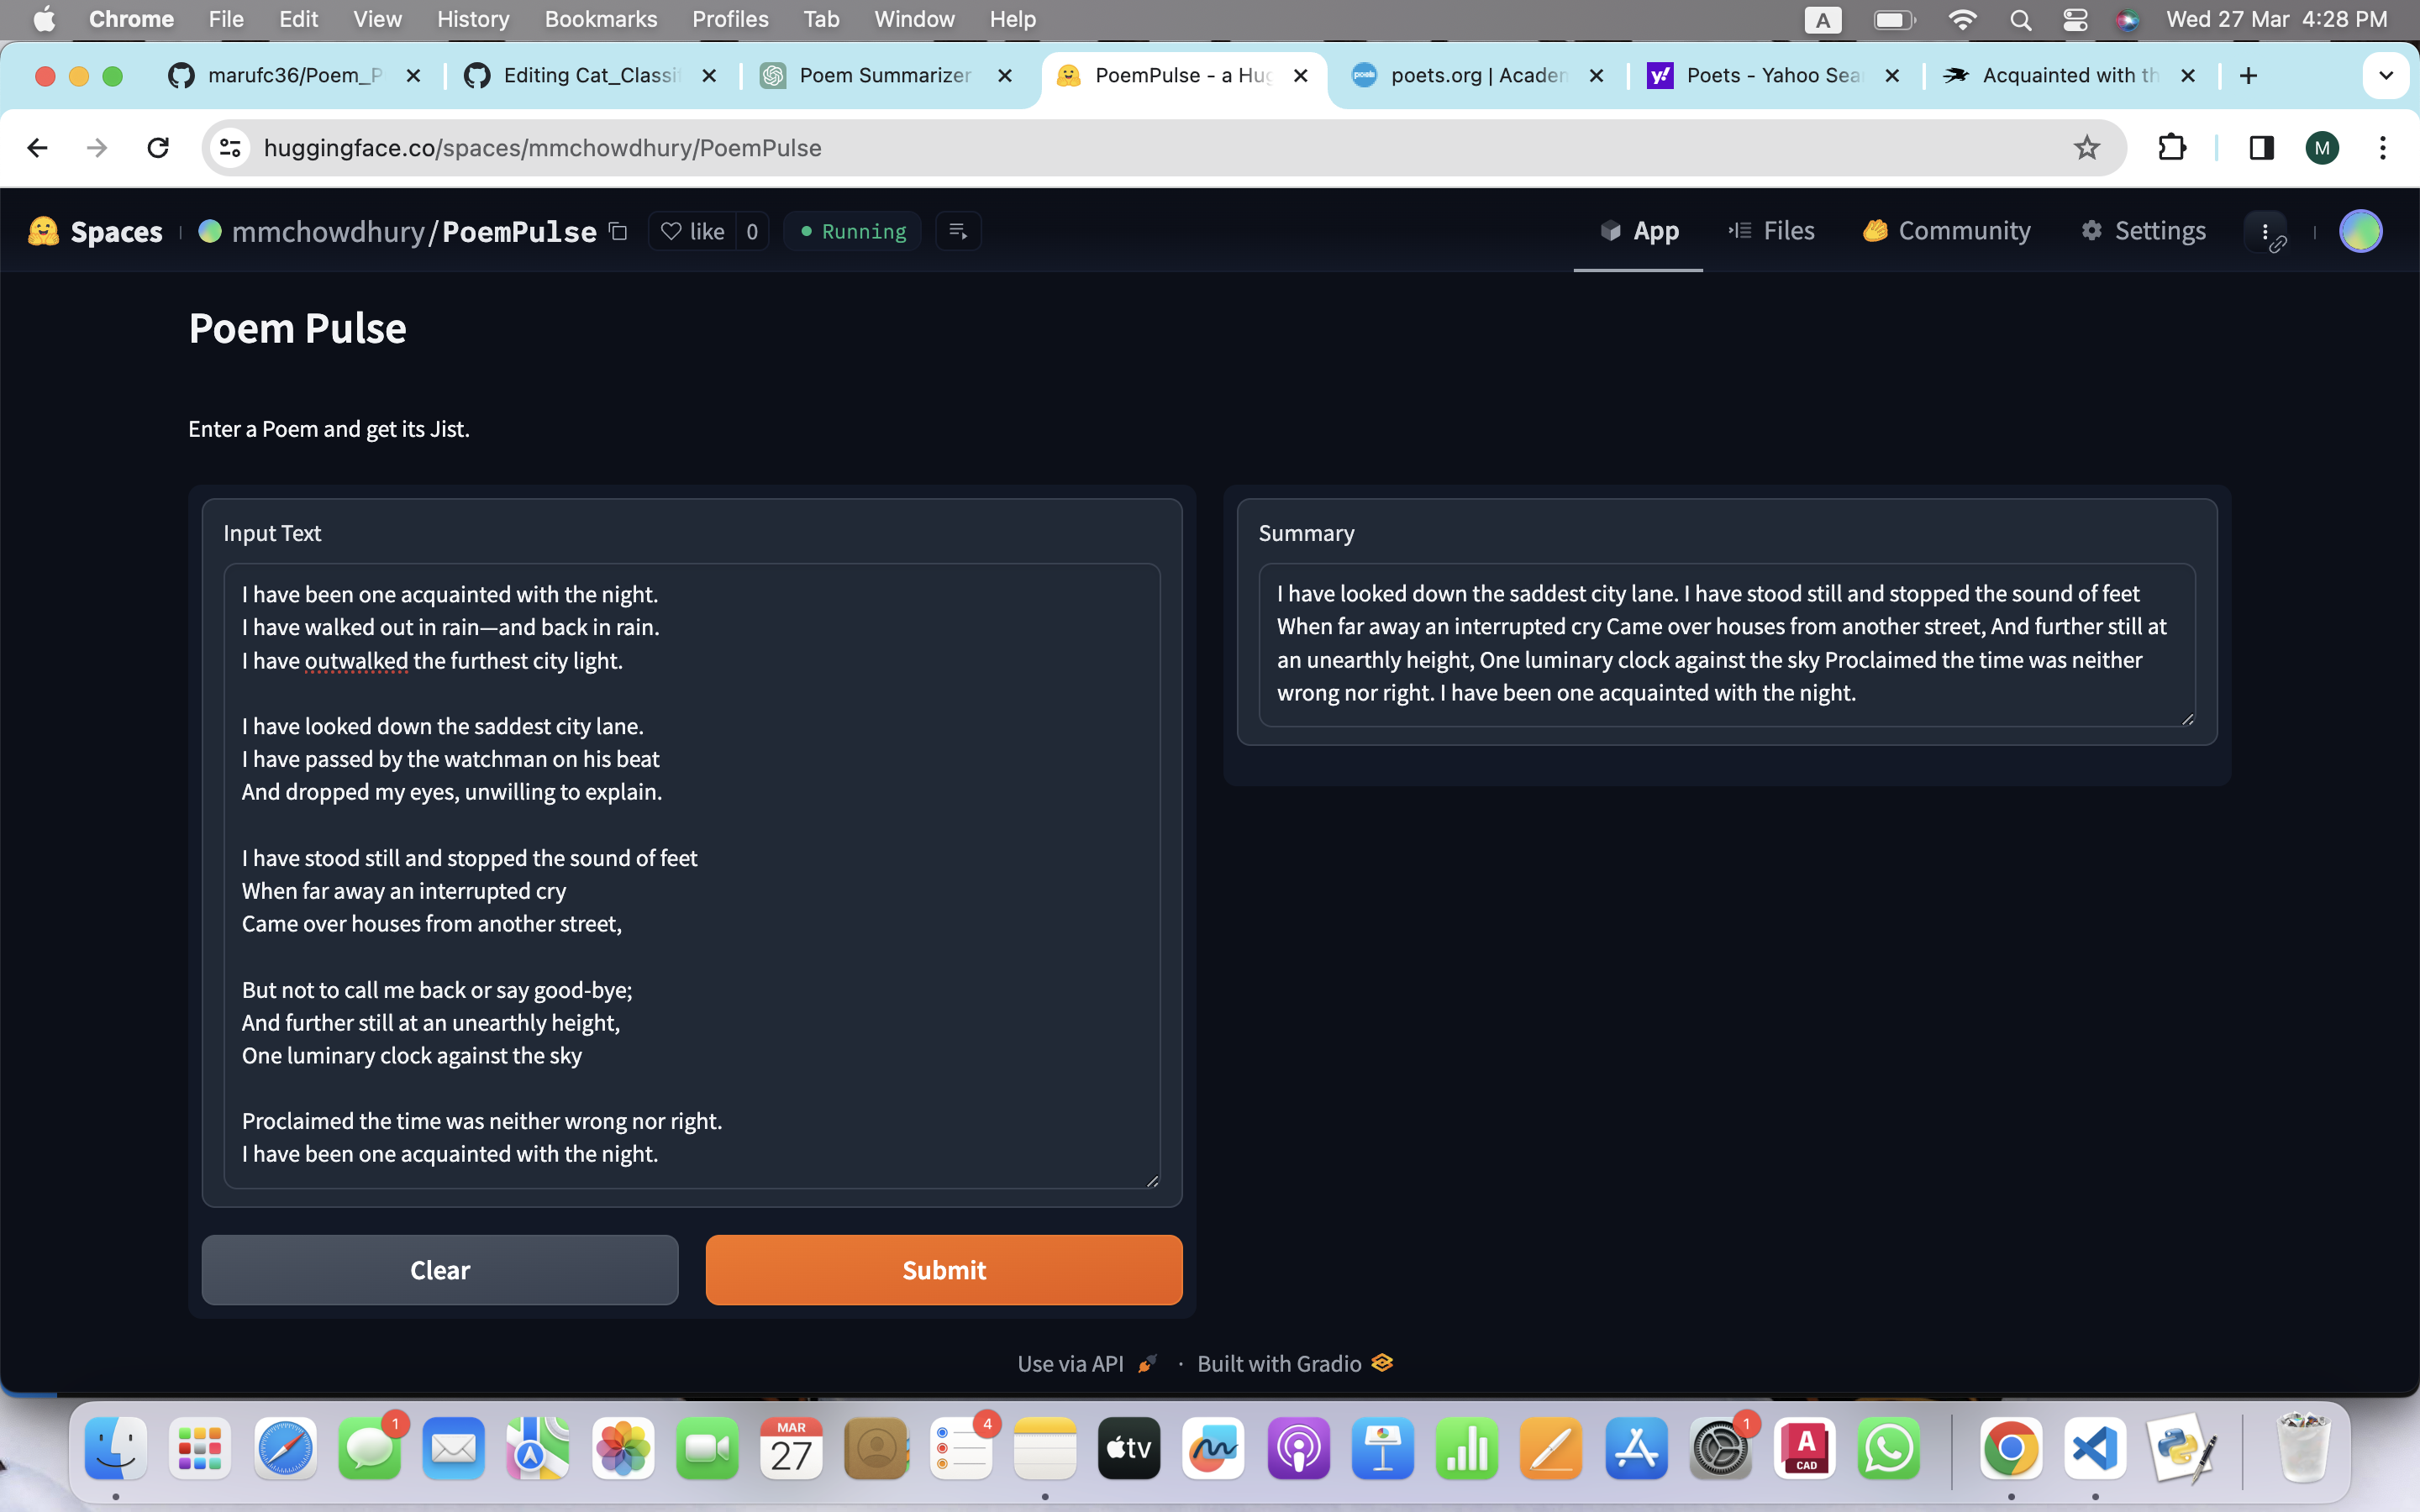 Chrome File Edit View History Bookmarks Profiles Tab Window Help A Wed 27 Mar 4:28 PM
marufc36/Poem_P Editing Cat_Classi Poem Summarizer PoemPulse - a Hug poets.org | Academ Poets - Yahoo Sea Acquainted with th
huggingface.co/spaces/mmchowdhury/PoemPulse M
Spaces mmchowdhury/PoemPulse like 0 Running App Files Community Settings
Poem Pulse
Enter a Poem and get its Jist.
Input Text
I have been one acquainted with the night.
I have walked out in rain—and back in rain.
I have outwalked the furthest city light.
I have looked down the saddest city lane.
I have passed by the watchman on his beat
And dropped my eyes, unwilling to explain.
I have stood still and stopped the sound of feet
When far away an interrupted cry
Came over houses from another street,
But not to call me back or say good-bye;
And further still at an unearthly height,
One luminary clock against the sky
Proclaimed the time was neither wrong nor right.
I have been one acquainted with the night.
Clear Submit
Summary
I have looked down the saddest city lane. I have stood still and stopped the sound of feet
When far away an interrupted cry Came over houses from another street, And further still at
an unearthly height, One luminary clock against the sky Proclaimed the time was neither
wrong nor right. I have been one acquainted with the night.
Use via API · Built with Gradio
1 MAR 27 4 tv 1 A CAD